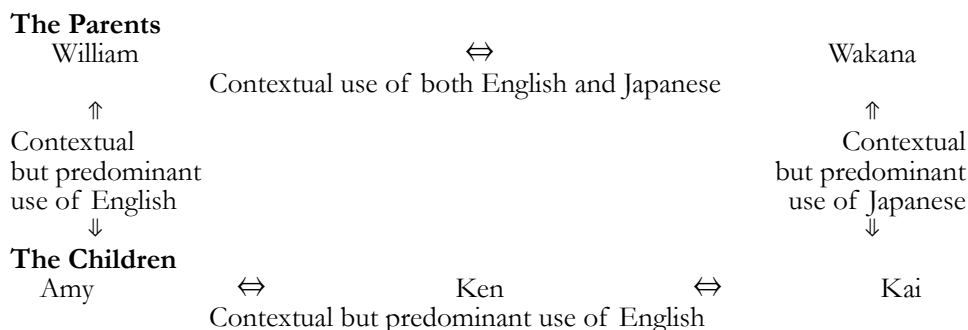 The Parents
William ⇔ Wakana
Contextual use of both English and Japanese
⇑ ⇑
Contextual Contextual
but predominant but predominant
use of English use of Japanese
⇓ ⇓
The Children
Amy ⇔ Ken ⇔ Kai
Contextual but predominant use of English